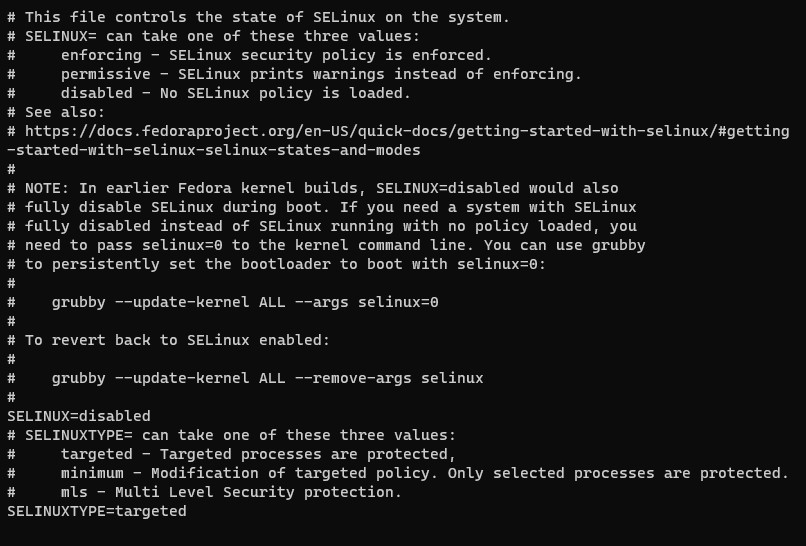 # This file controls the state of SELinux on the system.
# SELINUX= can take one of these three values:
#     enforcing - SELinux security policy is enforced.
#     permissive - SELinux prints warnings instead of enforcing.
#     disabled - No SELinux policy is loaded.
# See also:
# https://docs.fedoraproject.org/en-US/quick-docs/getting-started-with-selinux/#getting
-started-with-selinux-selinux-states-and-modes
#
# NOTE: In earlier Fedora kernel builds, SELINUX=disabled would also
# fully disable SELinux during boot. If you need a system with SELinux
# fully disabled instead of SELinux running with no policy loaded, you
# need to pass selinux=0 to the kernel command line. You can use grubby
# to persistently set the bootloader to boot with selinux=0:
#
#    grubby --update-kernel ALL --args selinux=0
#
# To revert back to SELinux enabled:
#
#    grubby --update-kernel ALL --remove-args selinux
#
SELINUX=disabled
# SELINUXTYPE= can take one of these three values:
#     targeted - Targeted processes are protected,
#     minimum - Modification of targeted policy. Only selected processes are protected.
#     mls - Multi Level Security protection.
SELINUXTYPE=targeted